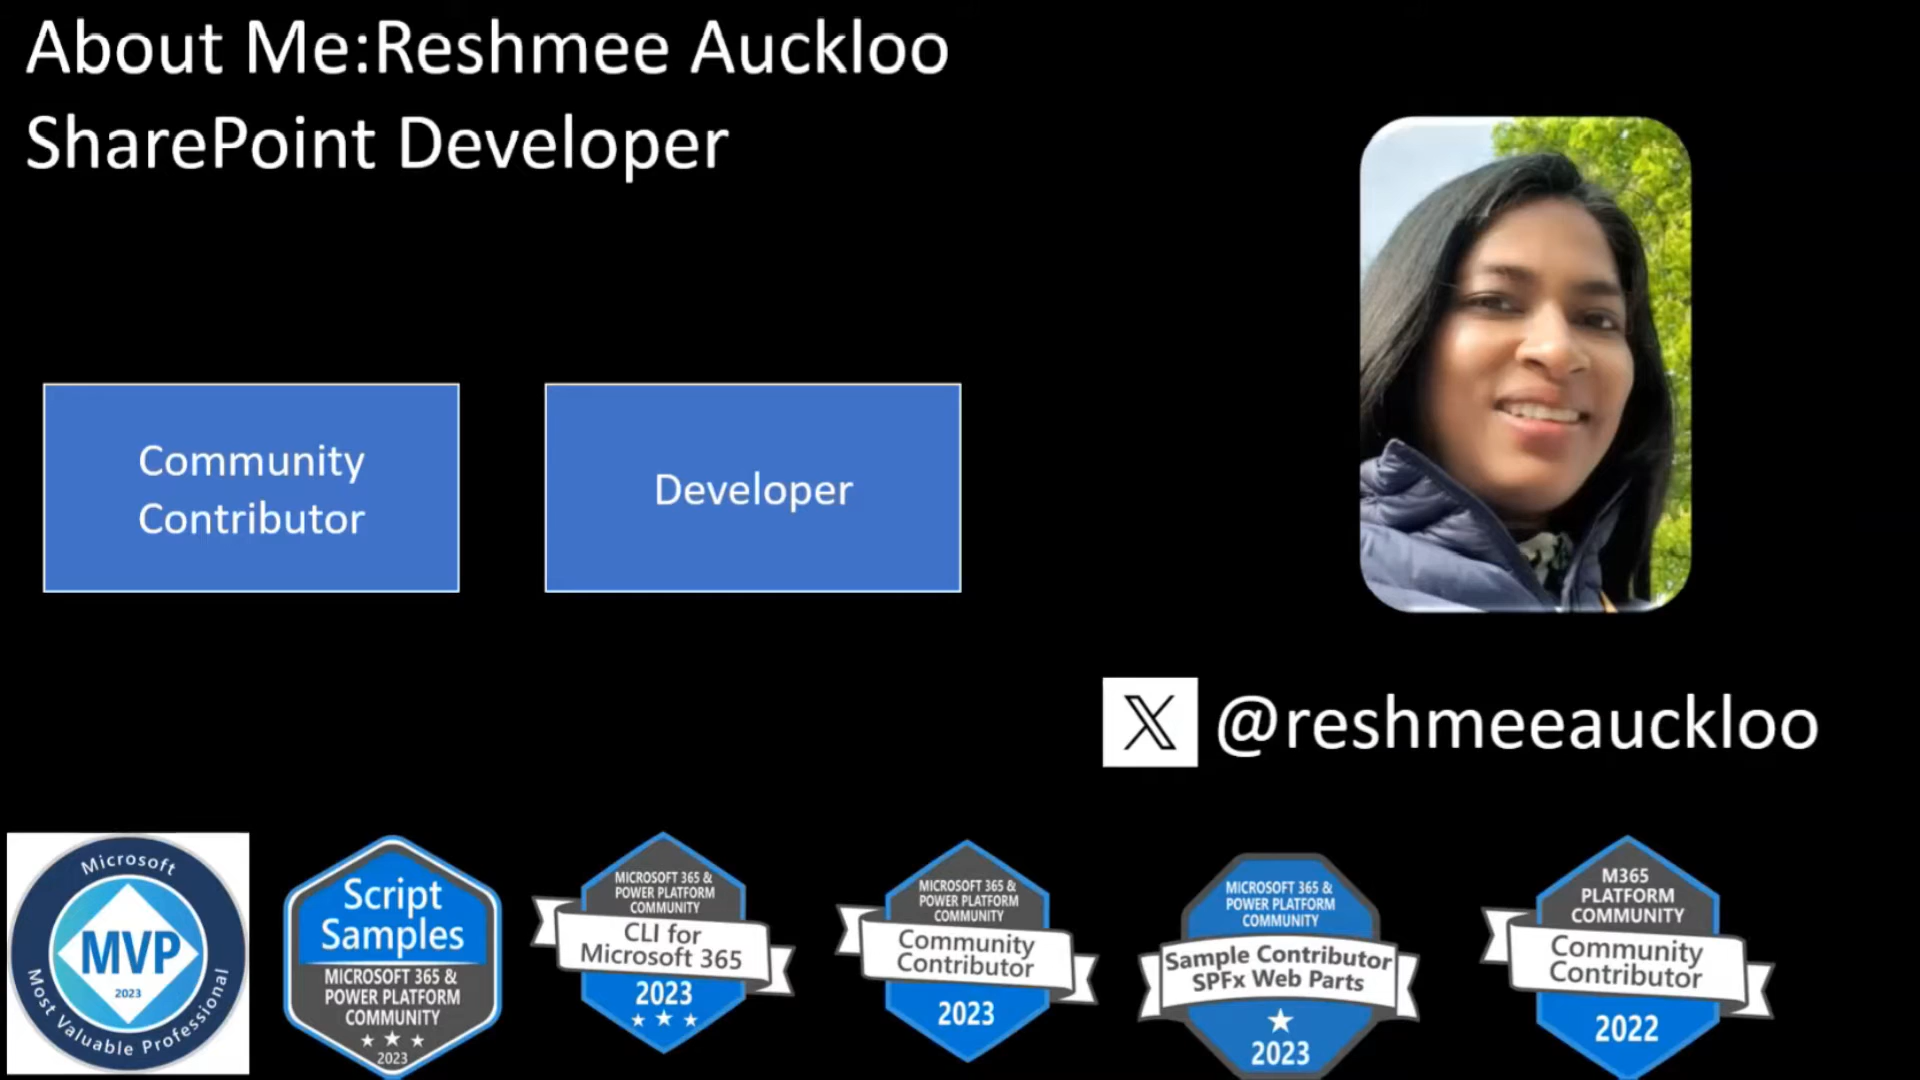 About Me:Reshmee Auckloo
SharePoint Developer
Community
Contributor
Developer
X @reshmeeauckloo
Microsoft
MVP
2023
Most Valuable Professional
Script
Samples
MICROSOFT 365 &
POWER PLATFORM
COMMUNITY
2023
MICROSOFT 365 &
POWER PLATFORM
COMMUNITY
CLI for
Microsoft 365
2023
MICROSOFT 365 &
POWER PLATFORM
COMMUNITY
Community
Contributor
2023
MICROSOFT 365 &
POWER PLATFORM
COMMUNITY
Sample Contributor
SPFx Web Parts
2023
M365
PLATFORM
COMMUNITY
Community
Contributor
2022